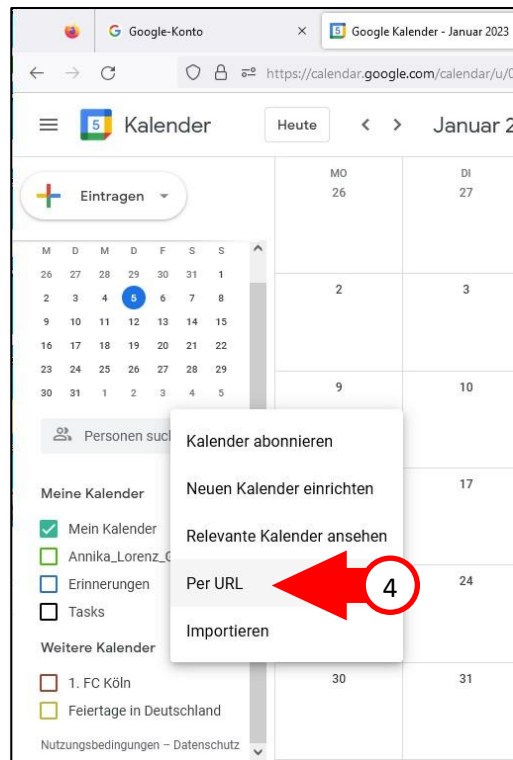 Google-Konto
Google Kalender - Januar 2023
https://calendar.google.com/calendar/u/0
5 Kalender
Heute
Januar 2
Eintragen
MO
DI
26
27
M D M D F S S
26 27 28 29 30 31 1
2 3 4 5 6 7 8
2
3
9 10 11 12 13 14 15
16 17 18 19 20 21 22
23 24 25 26 27 28 29
30 31 1 2 3 4 5
9
10
Personen such
Kalender abonnieren
Meine Kalender
Neuen Kalender einrichten
17
Mein Kalender
Relevante Kalender ansehen
Annika_Lorenz_G
Erinnerungen
Per URL
4
24
Tasks
Importieren
Weitere Kalender
1. FC Köln
30
31
Feiertage in Deutschland
Nutzungsbedingungen – Datenschutz